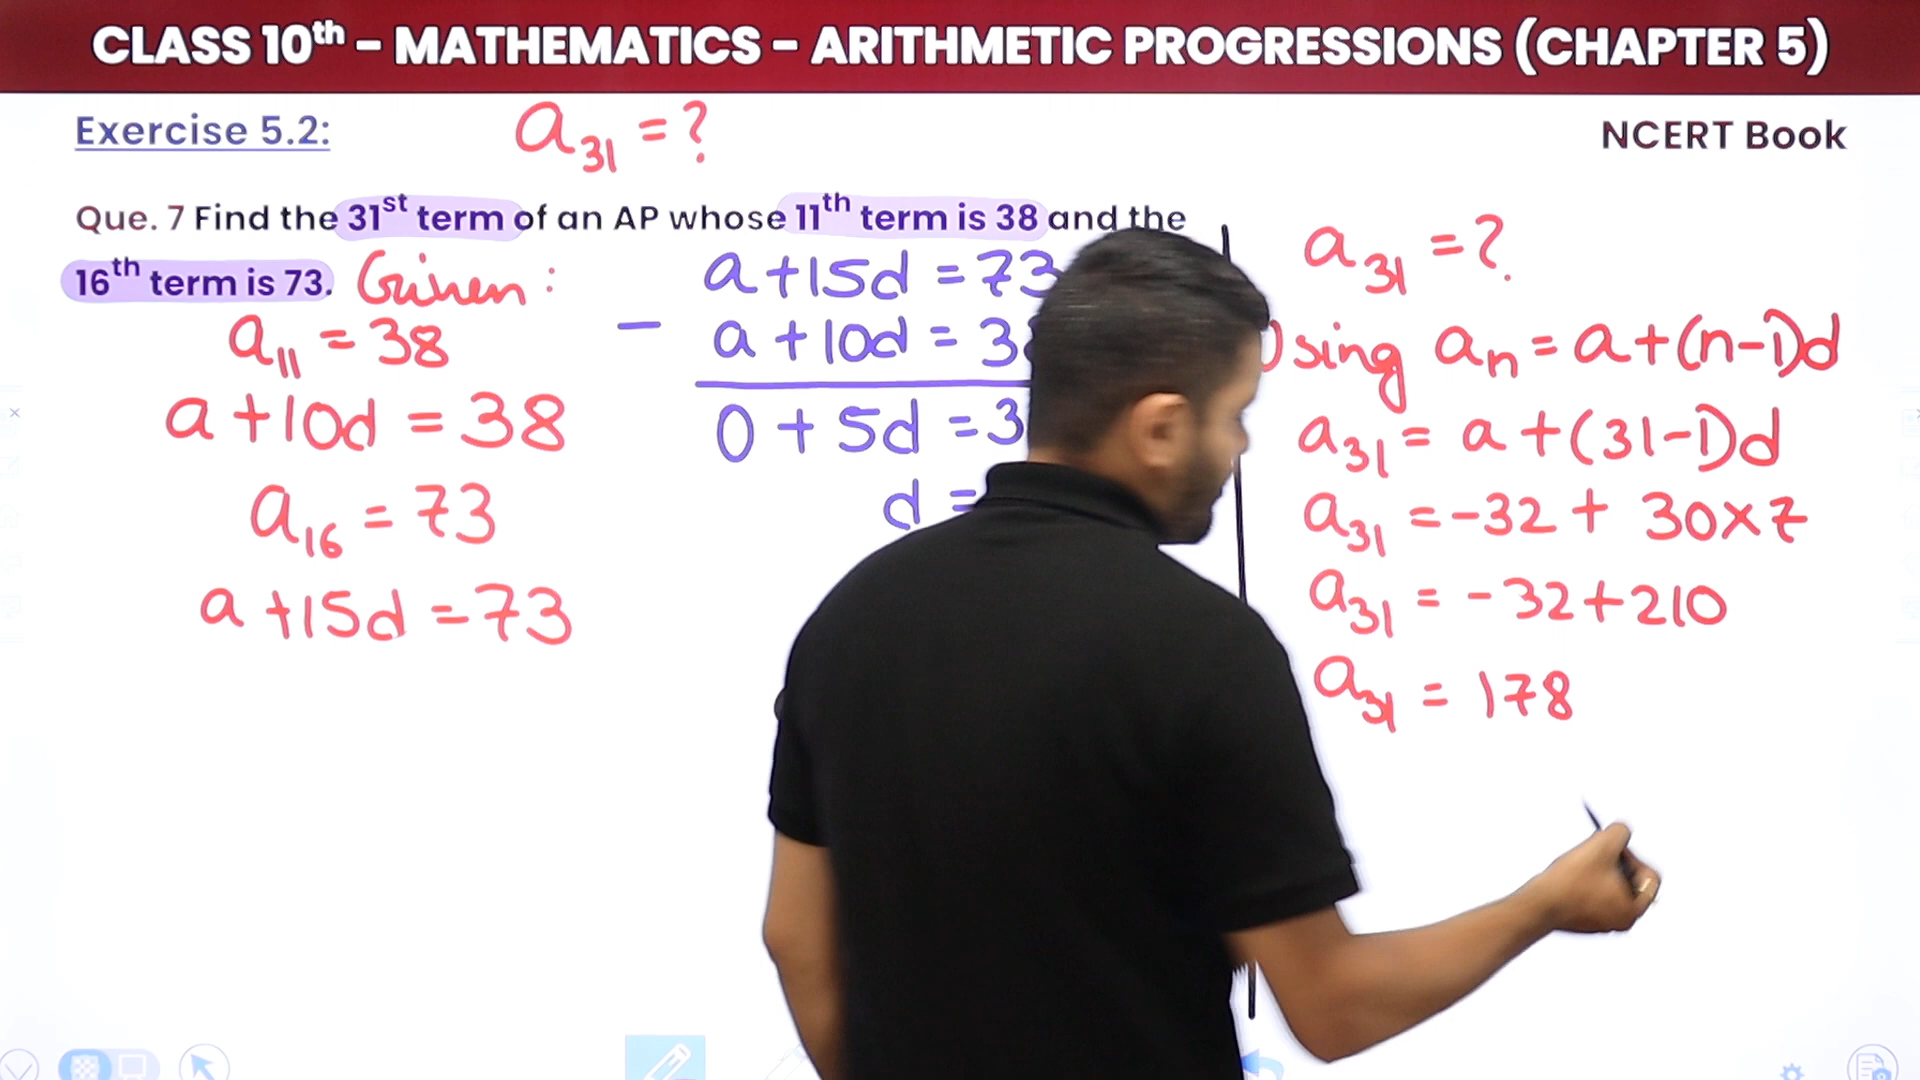 CLASS 10th - MATHEMATICS - ARITHMETIC PROGRESSIONS (CHAPTER 5)
Exercise 5.2:
a₃₁ = ?
NCERT Book
Que. 7 Find the 31st term of an AP whose 11th term is 38 and the
16th term is 73.
Given :
a₁₁ = 38
a + 10d = 38
a₁₆ = 73
a + 15d = 73
a + 15d = 73
− a + 10d = 3
0 + 5d = 3
d =
a₃₁ = ?
Using aₙ = a + (n-1)d
a₃₁ = a + (31-1)d
a₃₁ = -32 + 30×7
a₃₁ = -32+210
a₃₁ = 178